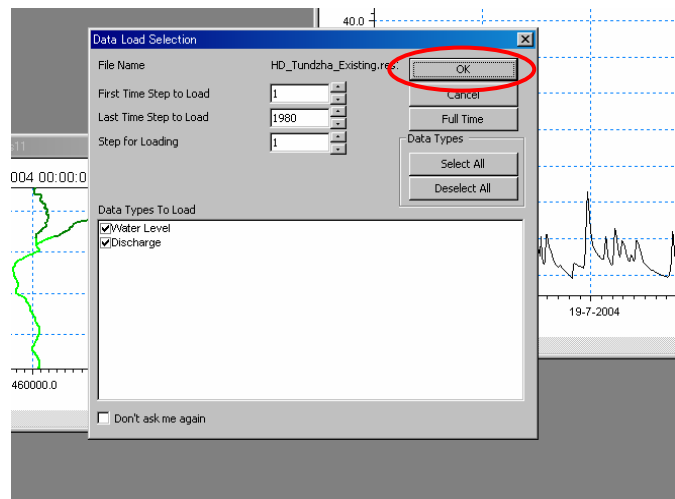 40.0
Data Load Selection
File Name
HD_Tundzha_Existing.res
OK
First Time Step to Load
1
Cancel
Last Time Step to Load
1980
Full Time
Step for Loading
1
Data Types
Select All
Deselect All
Data Types To Load
Water Level
Discharge
Don't ask me again
004 00:00:0
460000.0
19-7-2004